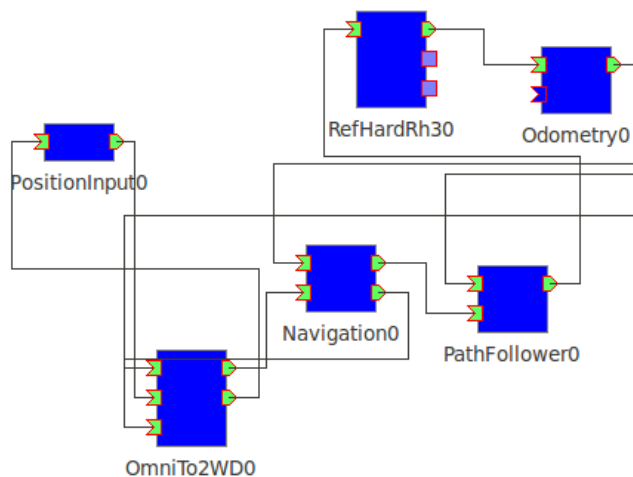 RefHardRh30
Odometry0
PositionInput0
Navigation0
PathFollower0
OmniTo2WD0